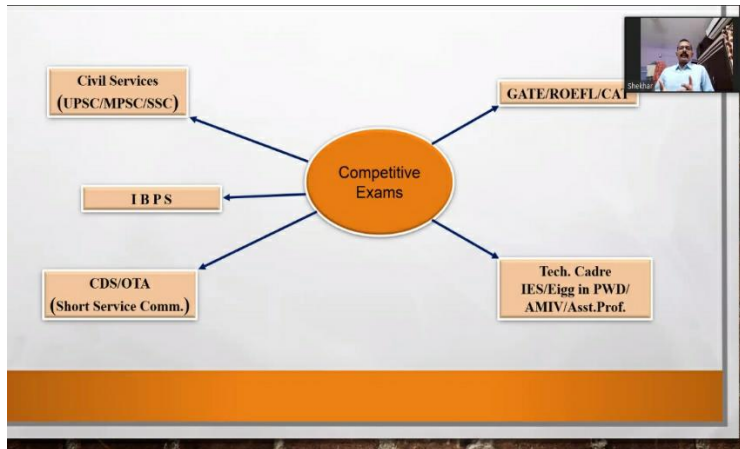 Civil Services
(UPSC/MPSC/SSC)
I B P S
CDS/OTA
(Short Service Comm.)
Competitive
Exams
GATE/ROEFL/CAT
Shekhar
Tech. Cadre
IES/Eigg in PWD/
AMIV/Asst.Prof.